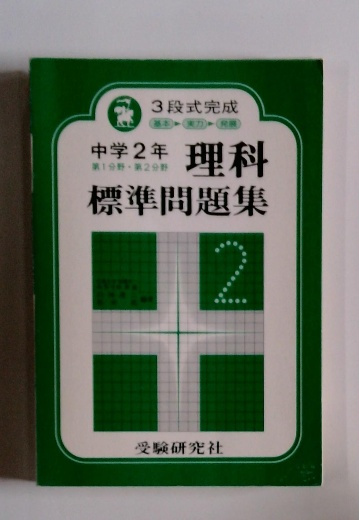 3段式完成
基本▶実力▶発展
中学2年
第1分野・第2分野
理科
標準問題集
2
受験研究社